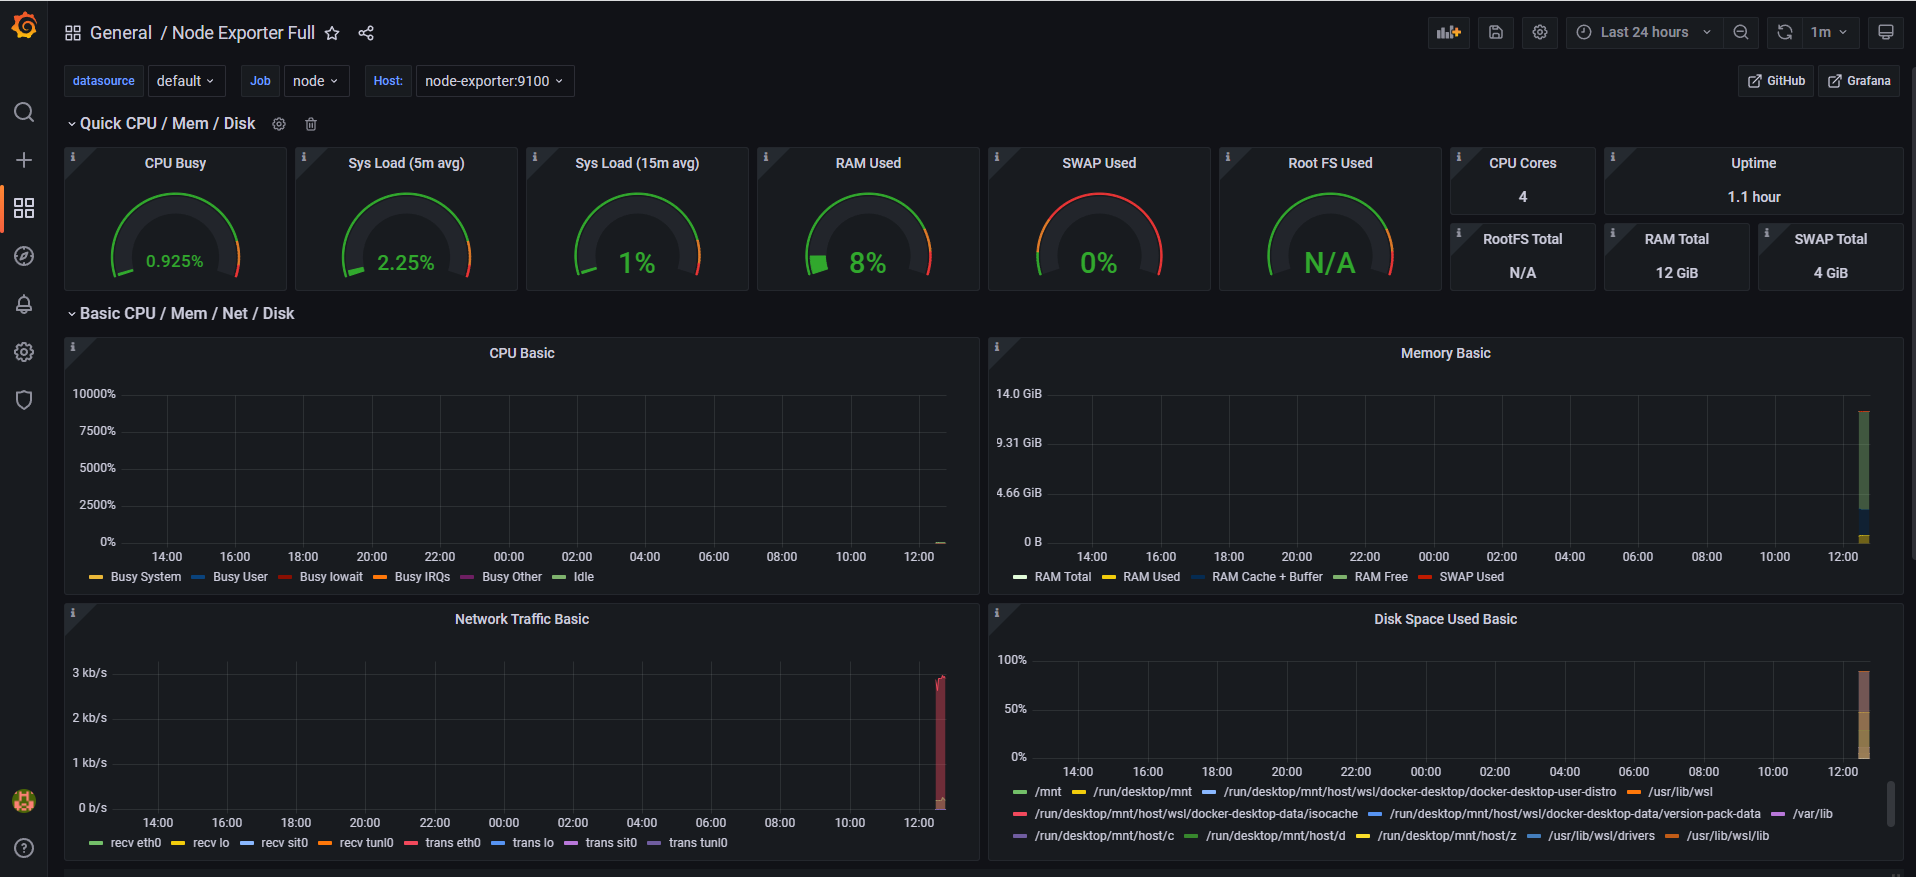 General / Node Exporter Full
Last 24 hours
1m
datasource default
Job node
Host: node-exporter:9100
GitHub
Grafana
Quick CPU / Mem / Disk
CPU Busy
0.925%
Sys Load (5m avg)
2.25%
Sys Load (15m avg)
1%
RAM Used
8%
SWAP Used
0%
Root FS Used
N/A
CPU Cores
4
Uptime
1.1 hour
RootFS Total
N/A
RAM Total
12 GiB
SWAP Total
4 GiB
Basic CPU / Mem / Net / Disk
CPU Basic
10000%
7500%
5000%
2500%
0%
14:00 16:00 18:00 20:00 22:00 00:00 02:00 04:00 06:00 08:00 10:00 12:00
Busy System Busy User Busy Iowait Busy IRQs Busy Other Idle
Memory Basic
14.0 GiB
9.31 GiB
4.66 GiB
0 B
14:00 16:00 18:00 20:00 22:00 00:00 02:00 04:00 06:00 08:00 10:00 12:00
RAM Total RAM Used RAM Cache + Buffer RAM Free SWAP Used
Network Traffic Basic
3 kb/s
2 kb/s
1 kb/s
0 b/s
14:00 16:00 18:00 20:00 22:00 00:00 02:00 04:00 06:00 08:00 10:00 12:00
recv eth0 recv lo recv sit0 recv tunl0 trans eth0 trans lo trans sit0 trans tunl0
Disk Space Used Basic
100%
50%
0%
14:00 16:00 18:00 20:00 22:00 00:00 02:00 04:00 06:00 08:00 10:00 12:00
/mnt /run/desktop/mnt /run/desktop/mnt/host/wsl/docker-desktop/docker-desktop-user-distro /usr/lib/wsl
/run/desktop/mnt/host/wsl/docker-desktop-data/isocache /run/desktop/mnt/host/wsl/docker-desktop-data/version-pack-data /var/lib
/run/desktop/mnt/host/c /run/desktop/mnt/host/d /run/desktop/mnt/host/z /usr/lib/wsl/drivers /usr/lib/wsl/lib